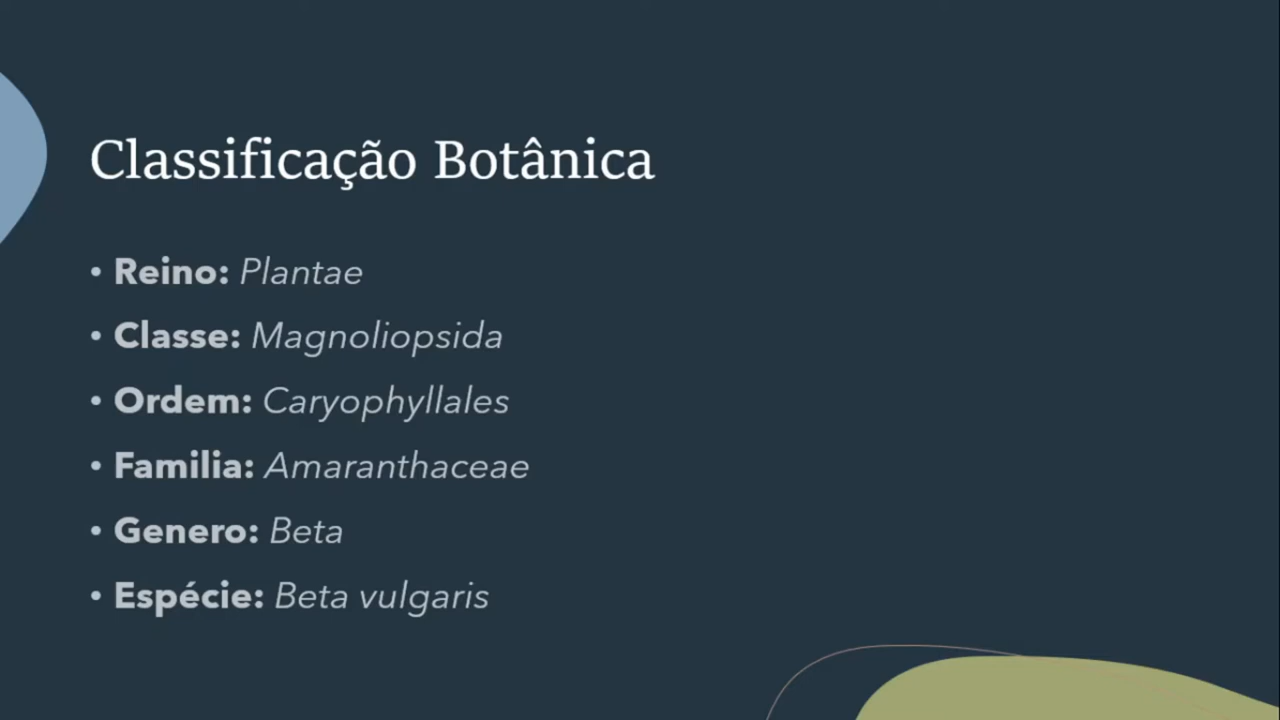 Classificação Botânica
• Reino: Plantae
• Classe: Magnoliopsida
• Ordem: Caryophyllales
• Familia: Amaranthaceae
• Genero: Beta
• Espécie: Beta vulgaris